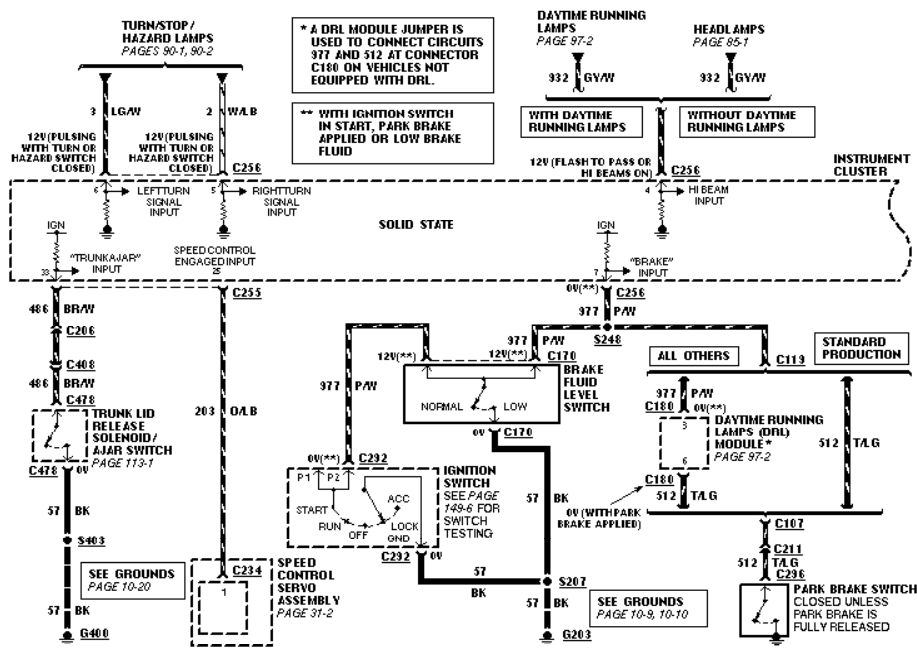 TURN/STOP/
HAZARD LAMPS
PAGES 90-1, 90-2
* A DRL MODULE JUMPER IS
USED TO CONNECT CIRCUITS
977 AND 512 AT CONNECTOR
C180 ON VEHICLES NOT
EQUIPPED WITH DRL.
** WITH IGNITION SWITCH
IN START, PARK BRAKE
APPLIED OR LOW BRAKE
FLUID
DAYTIME RUNNING
LAMPS
PAGE 97-2
HEADLAMPS
PAGE 85-1
932 GY/W
932 GY/W
WITH DAYTIME
RUNNING LAMPS
WITHOUT DAYTIME
RUNNING LAMPS
3 LG/W
2 W/LB
12V(PULSING
WITH TURN OR
HAZARD SWITCH
CLOSED)
12V(PULSING
WITH TURN OR
HAZARD SWITCH
CLOSED)
C256
12V (FLASH TO PASS OR
HI BEAMS ON)
C256
INSTRUMENT
CLUSTER
6
LEFTTURN
SIGNAL
INPUT
5
RIGHTTURN
SIGNAL
INPUT
4
HI BEAM
INPUT
SOLID STATE
IGN
"TRUNKAJAR"
INPUT
33
SPEED CONTROL
ENGAGED INPUT
25
IGN
"BRAKE"
INPUT
7
C255
0V(**)
C256
486 BR/W
C206
C408
486 BR/W
C478
TRUNK LID
RELEASE
SOLENOID/
AJAR SWITCH
PAGE 113-1
C478 0V
57 BK
S403
57 BK
G400
SEE GROUNDS
PAGE 10-20
203 O/LB
C234
1
SPEED
CONTROL
SERVO
ASSEMBLY
PAGE 31-2
977 P/W
S248
977 P/W
12V(**)
12V(**)
C170
BRAKE
FLUID
LEVEL
SWITCH
NORMAL
LOW
0V
C170
977 P/W
0V(**)
C292
P1
P2
START
RUN
OFF
ACC
LOCK
GND
IGNITION
SWITCH
SEE PAGE
149-6 FOR
SWITCH
TESTING
C292 0V
57
BK
57 BK
S207
57 BK
G203
SEE GROUNDS
PAGE 10-9, 10-10
ALL OTHERS
STANDARD
PRODUCTION
C119
977 P/W
C180
0V(**)
3
6
DAYTIME RUNNING
LAMPS (DRL)
MODULE*
PAGE 97-2
C180
512 T/LG
0V (WITH PARK
BRAKE APPLIED)
512 T/LG
C107
C211
512 T/LG
C296
PARK BRAKE SWITCH
CLOSED UNLESS
PARK BRAKE IS
FULLY RELEASED